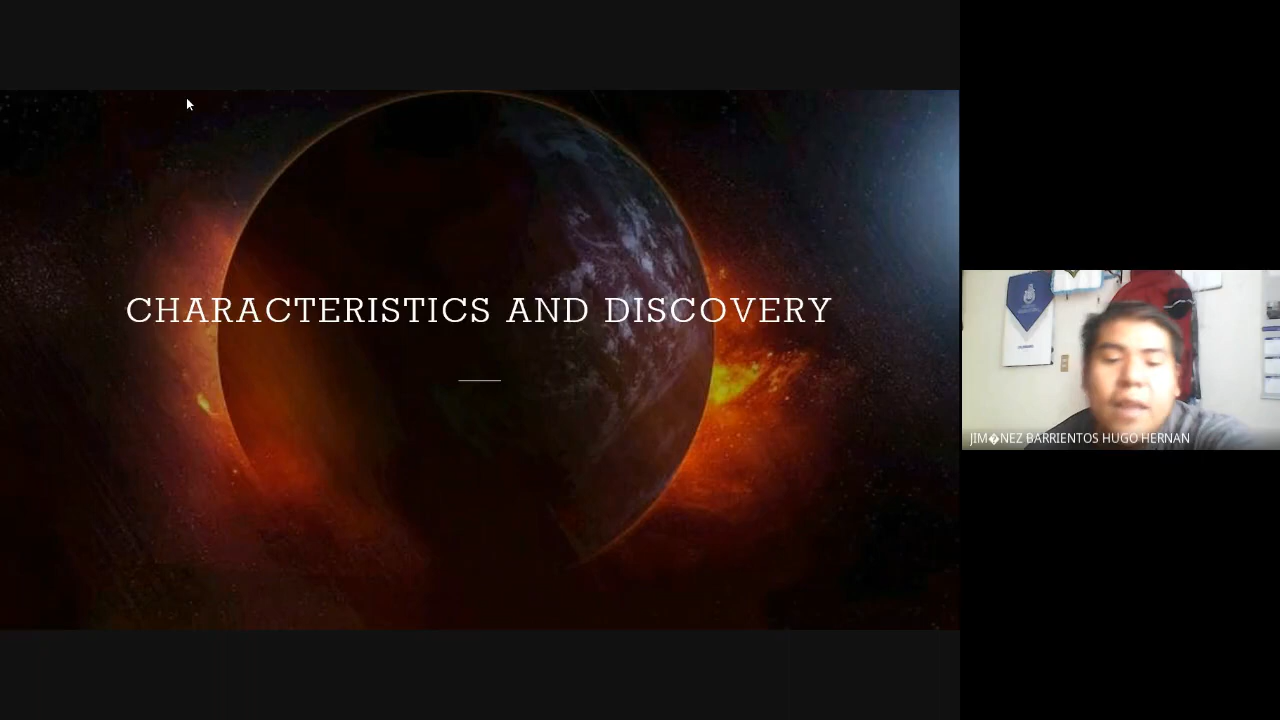 CHARACTERISTICS AND DISCOVERY
JIM�NEZ BARRIENTOS HUGO HERNAN